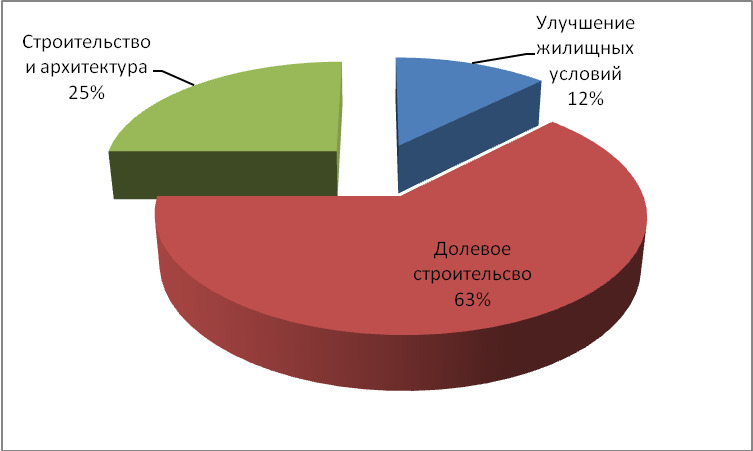 Строительство
и архитектура
25%
Улучшение
жилищных
условий
12%
Долевое
строительсво
63%